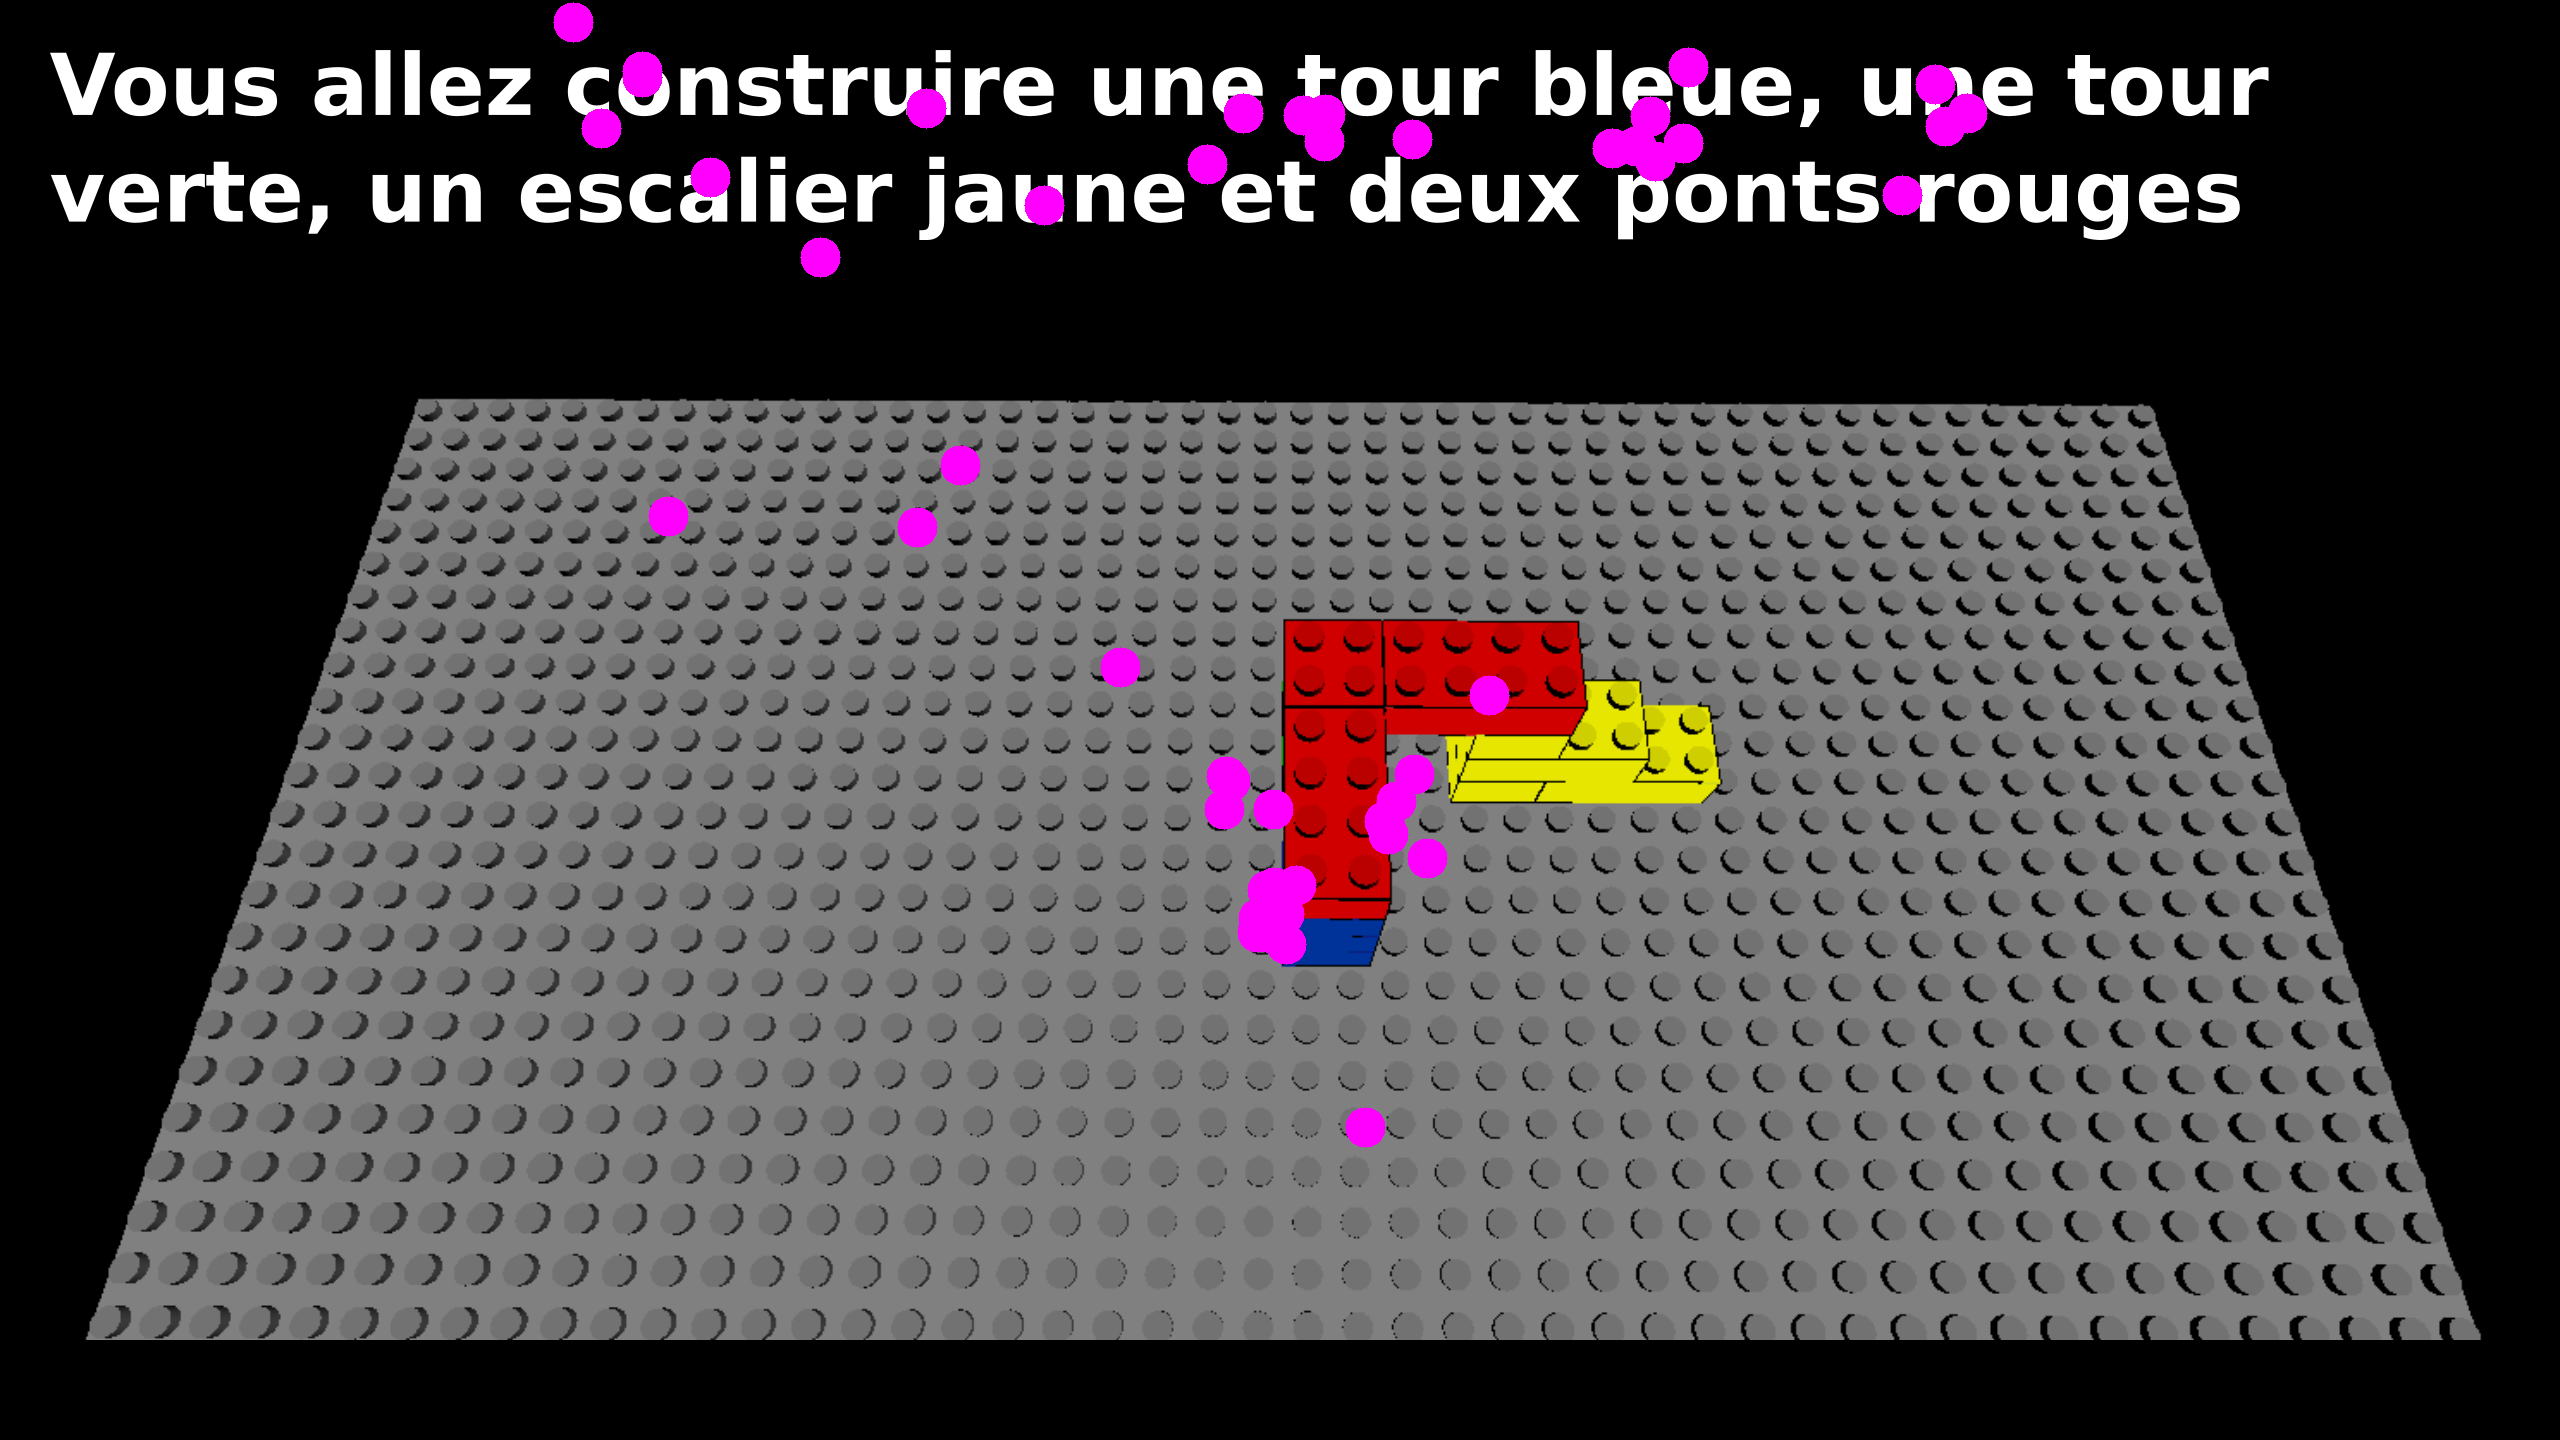 Vous allez construire une tour bleue, une tour
verte, un escalier jaune et deux ponts rouges